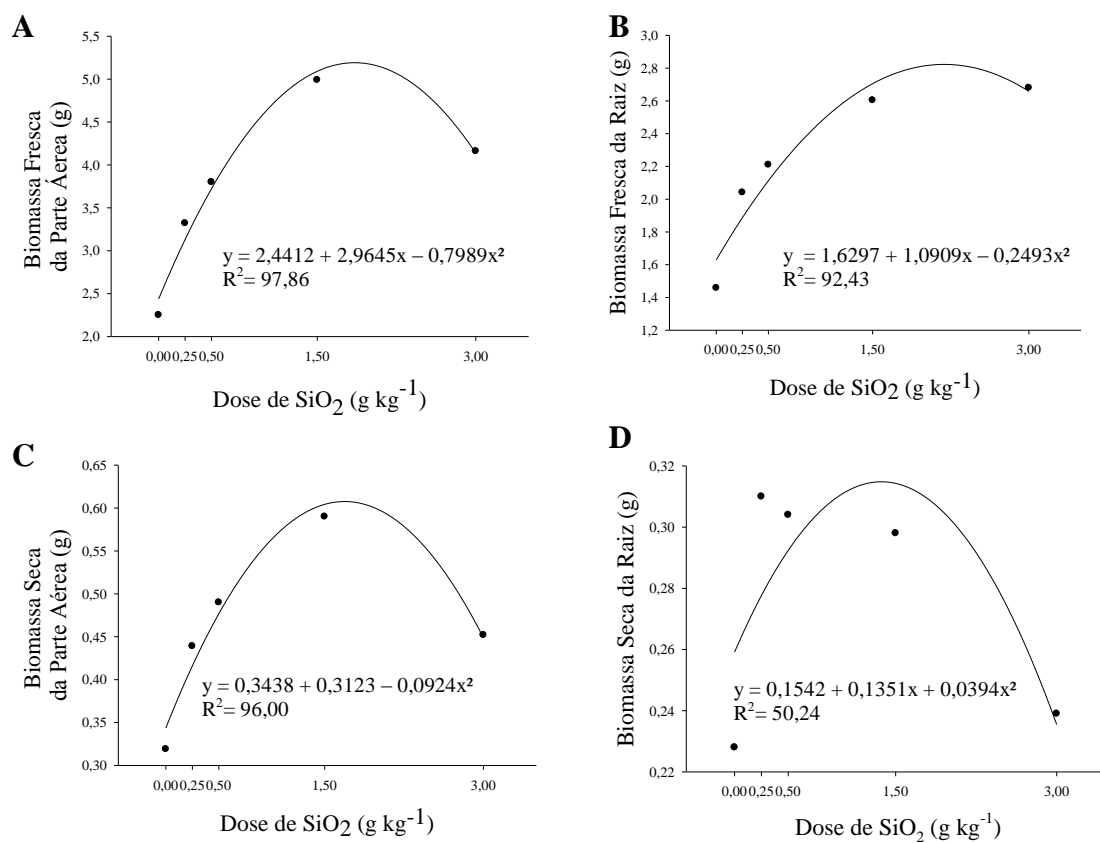 A
Biomassa Fresca
da Parte Áerea (g)
5,5
5,0
4,5
4,0
3,5
3,0
2,5
2,0
y = 2,4412 + 2,9645x – 0,7989x²
R²= 97,86
0,00 0,25 0,50 1,50 3,00
Dose de SiO₂ (g kg⁻¹)
B
Biomassa Fresca da Raiz (g)
3,0
2,8
2,6
2,4
2,2
2,0
1,8
1,6
1,4
1,2
y = 1,6297 + 1,0909x – 0,2493x²
R²= 92,43
0,00 0,25 0,50 1,50 3,00
Dose de SiO₂ (g kg⁻¹)
C
Biomassa Seca
da Parte Aérea (g)
0,65
0,60
0,55
0,50
0,45
0,40
0,35
0,30
y = 0,3438 + 0,3123 – 0,0924x²
R²= 96,00
0,00 0,25 0,50 1,50 3,00
Dose de SiO₂ (g kg⁻¹)
D
Biomassa Seca da Raiz (g)
0,32
0,30
0,28
0,26
0,24
0,22
y = 0,1542 + 0,1351x + 0,0394x²
R²= 50,24
0,00 0,25 0,50 1,50 3,00
Dose de SiO₂ (g kg⁻¹)